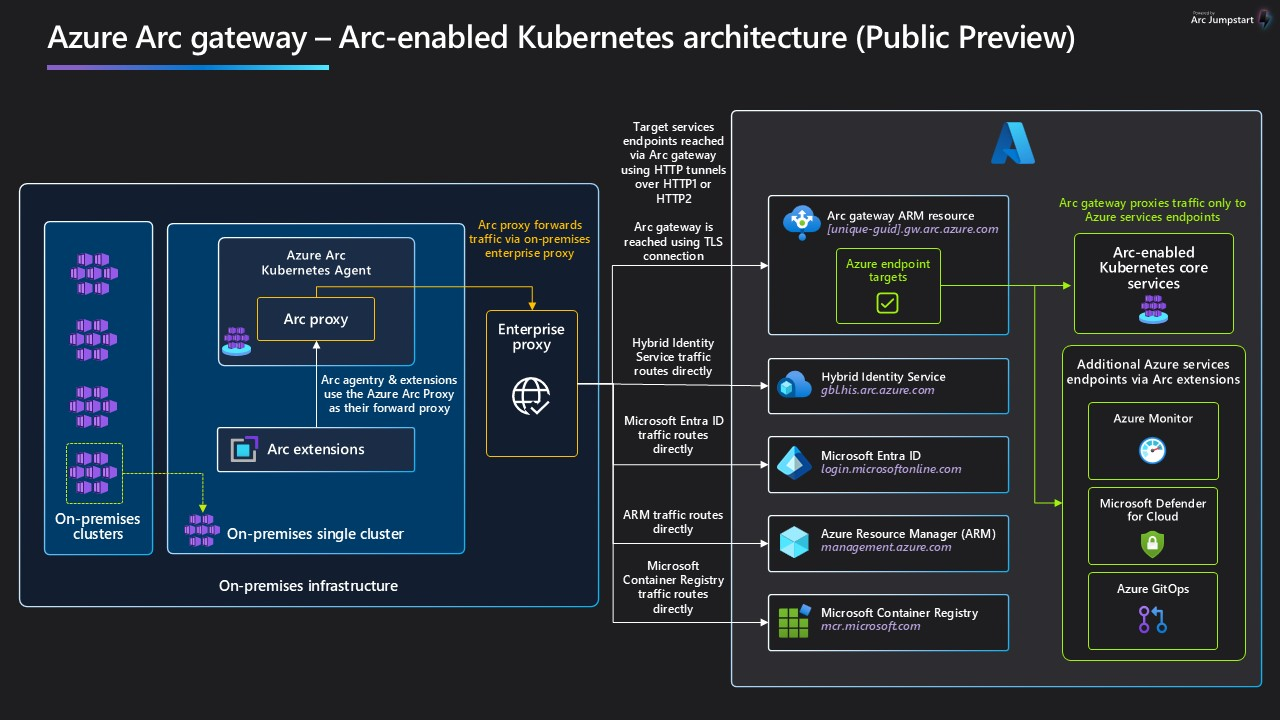 Powered by
Arc Jumpstart
Azure Arc gateway – Arc-enabled Kubernetes architecture (Public Preview)
Azure Arc
Kubernetes Agent
Arc proxy
Arc agentry & extensions
use the Azure Arc Proxy
as their forward proxy
Arc extensions
On-premises
clusters
On-premises single cluster
On-premises infrastructure
Arc proxy forwards
traffic via on-premises
enterprise proxy
Enterprise
proxy
Target services
endpoints reached
via Arc gateway
using HTTP tunnels
over HTTP1 or
HTTP2
Arc gateway is
reached using TLS
connection
Hybrid Identity
Service traffic
routes directly
Microsoft Entra ID
traffic routes
directly
ARM traffic routes
directly
Microsoft
Container Registry
traffic routes
directly
Arc gateway ARM resource
[unique-guid].gw.arc.azure.com
Azure endpoint
targets
Hybrid Identity Service
gbl.his.arc.azure.com
Microsoft Entra ID
login.microsoftonline.com
Azure Resource Manager (ARM)
management.azure.com
Microsoft Container Registry
mcr.microsoft.com
Arc gateway proxies traffic only to
Azure services endpoints
Arc-enabled
Kubernetes core
services
Additional Azure services
endpoints via Arc extensions
Azure Monitor
Microsoft Defender
for Cloud
Azure GitOps